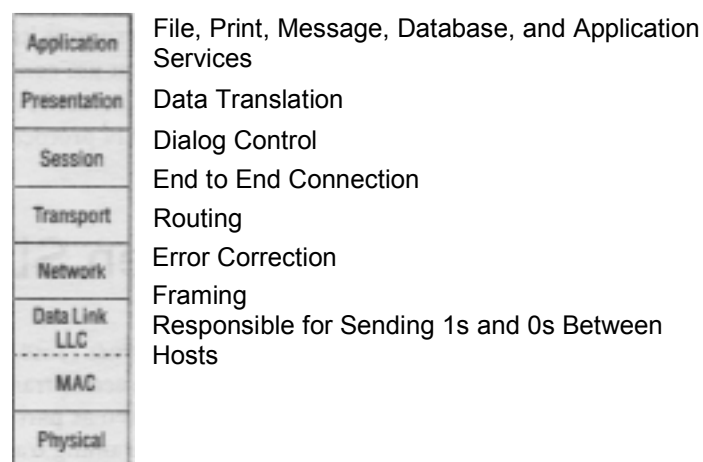 Application
File, Print, Message, Database, and Application
Services
Presentation
Data Translation
Session
Dialog Control
End to End Connection
Transport
Routing
Network
Error Correction
Data Link
LLC
Framing
Responsible for Sending 1s and 0s Between
Hosts
MAC
Physical